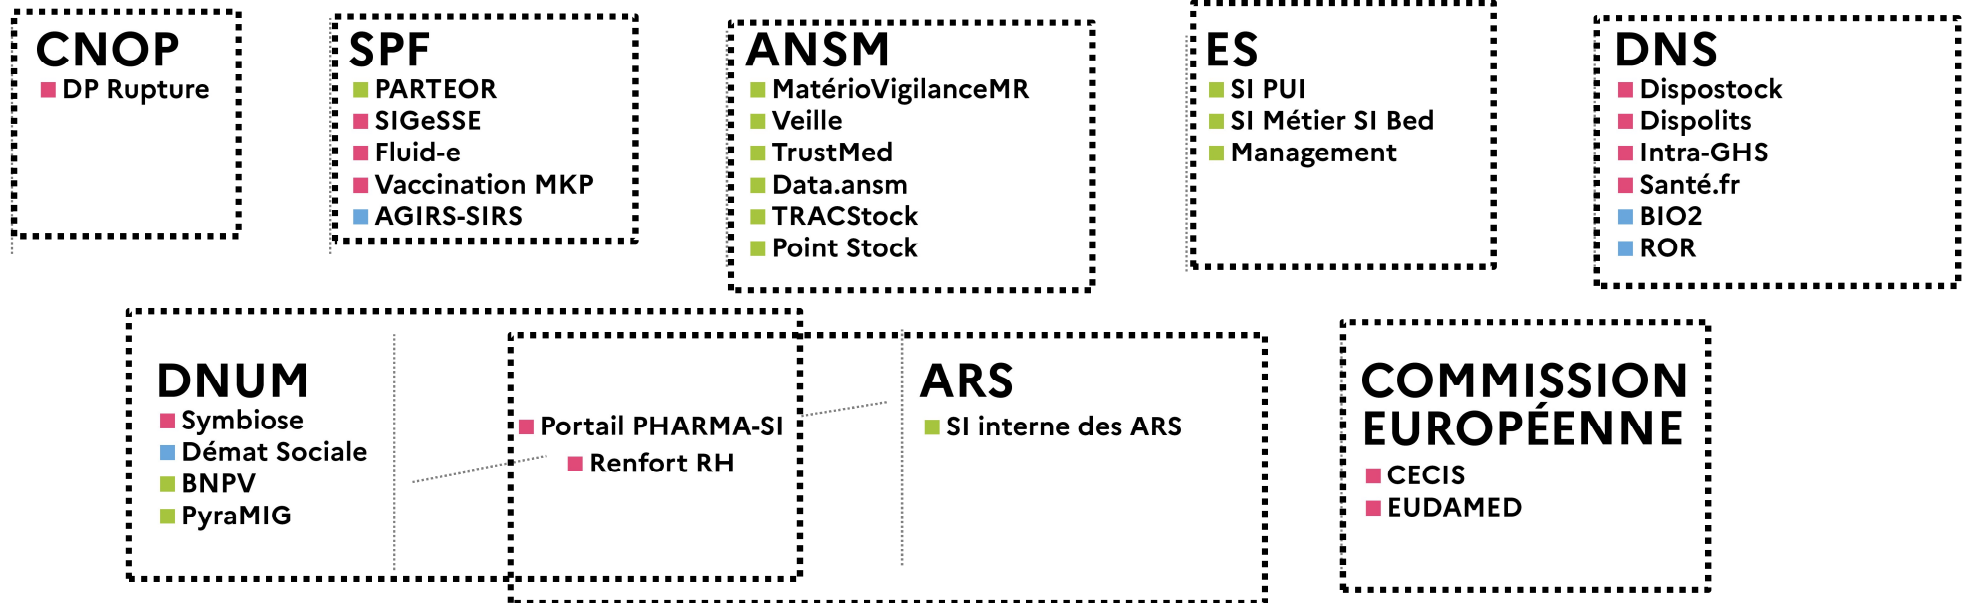 CNOP
DP Rupture
SPF
PARTEOR
SIGeSSE
Fluid-e
Vaccination MKP
AGIRS-SIRS
ANSM
MatérioVigilanceMR
Veille
TrustMed
Data.ansm
TRACStock
Point Stock
ES
SI PUI
SI Métier SI Bed
Management
DNS
Dispostock
Dispolits
Intra-GHS
Santé.fr
BIO2
ROR
DNUM
Symbiose
Démat Sociale
BNPV
PyraMIG
Portail PHARMA-SI
Renfort RH
ARS
SI interne des ARS
COMMISSION
EUROPÉENNE
CECIS
EUDAMED